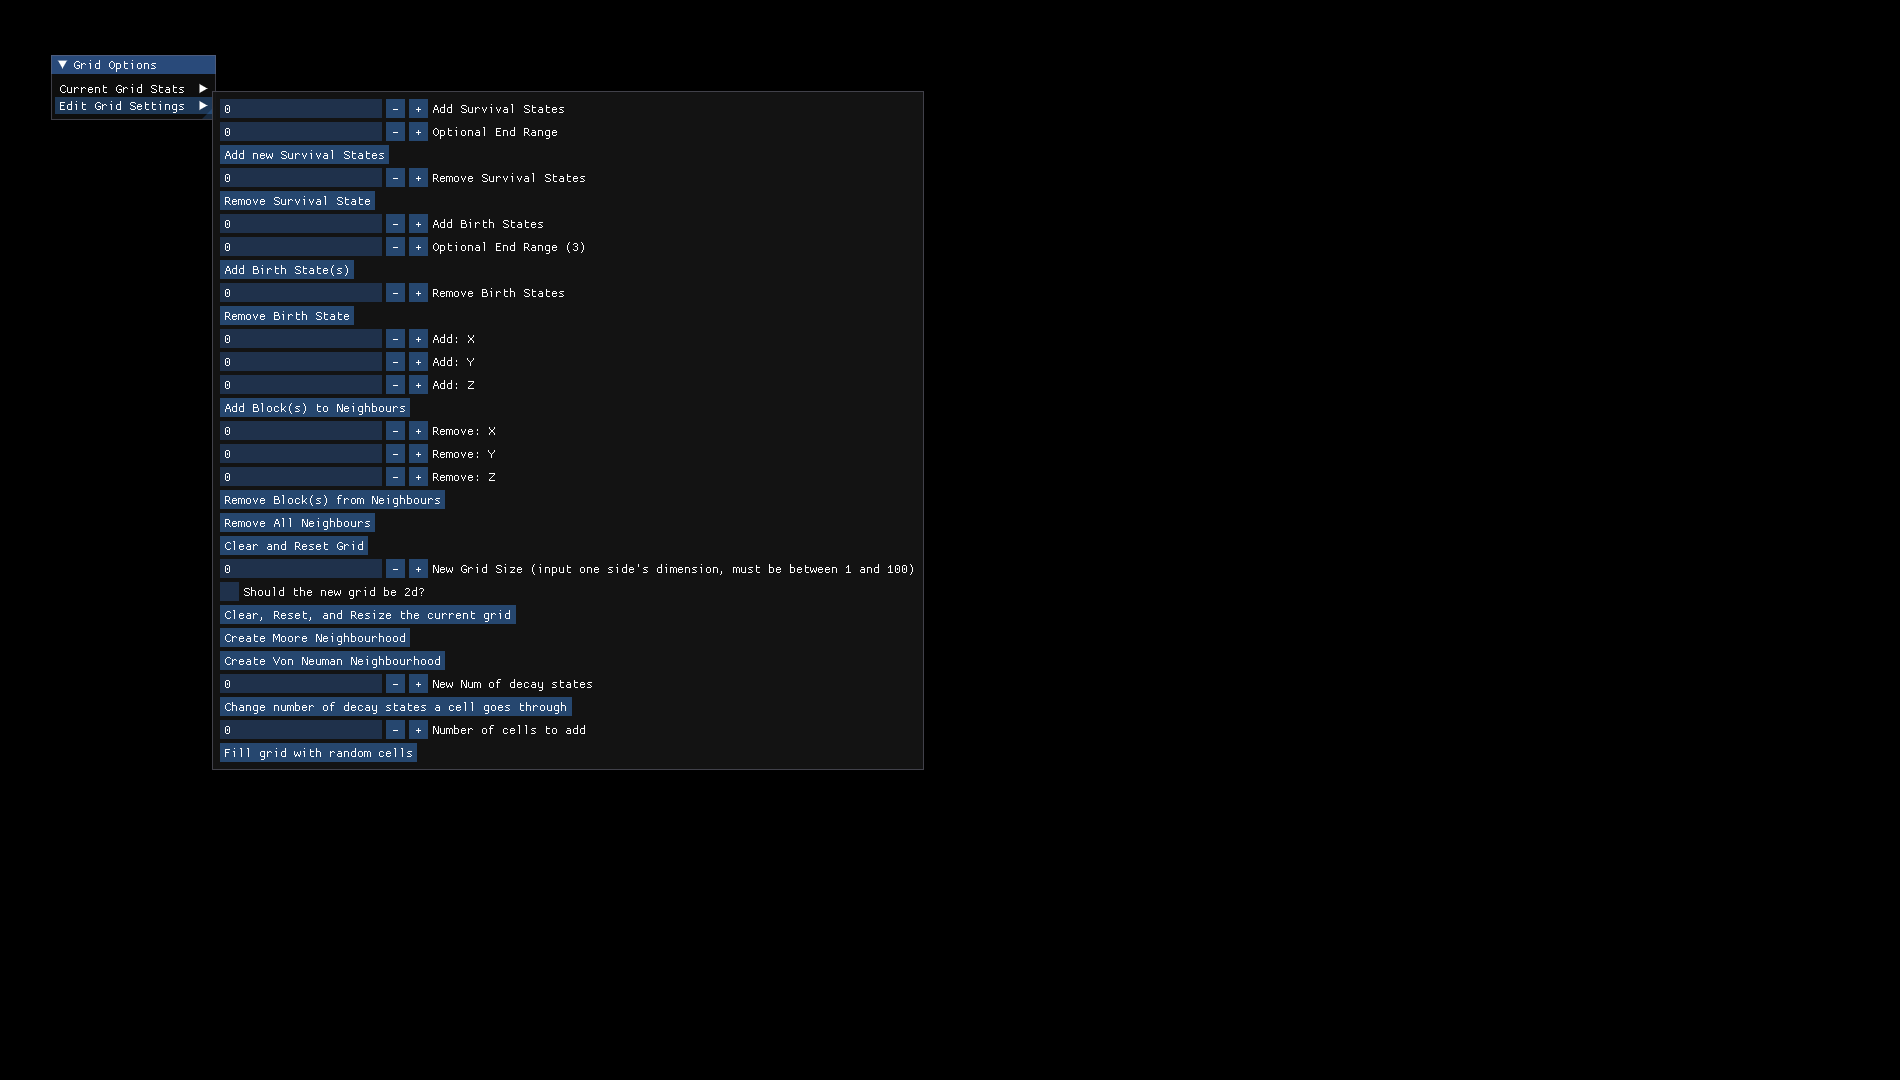 Grid Options
Current Grid Stats
Edit Grid Settings
0 - + Add Survival States
0 - + Optional End Range
Add new Survival States
0 - + Remove Survival States
Remove Survival State
0 - + Add Birth States
0 - + Optional End Range (3)
Add Birth State(s)
0 - + Remove Birth States
Remove Birth State
0 - + Add: X
0 - + Add: Y
0 - + Add: Z
Add Block(s) to Neighbours
0 - + Remove: X
0 - + Remove: Y
0 - + Remove: Z
Remove Block(s) from Neighbours
Remove All Neighbours
Clear and Reset Grid
0 - + New Grid Size (input one side's dimension, must be between 1 and 100)
Should the new grid be 2d?
Clear, Reset, and Resize the current grid
Create Moore Neighbourhood
Create Von Neuman Neighbourhood
0 - + New Num of decay states
Change number of decay states a cell goes through
0 - + Number of cells to add
Fill grid with random cells